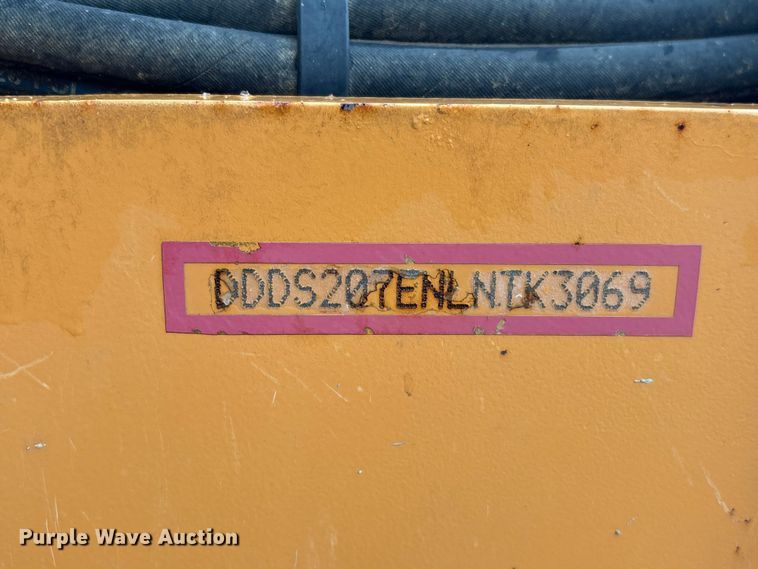 DDDS207ENLNTK3069
Purple Wave Auction